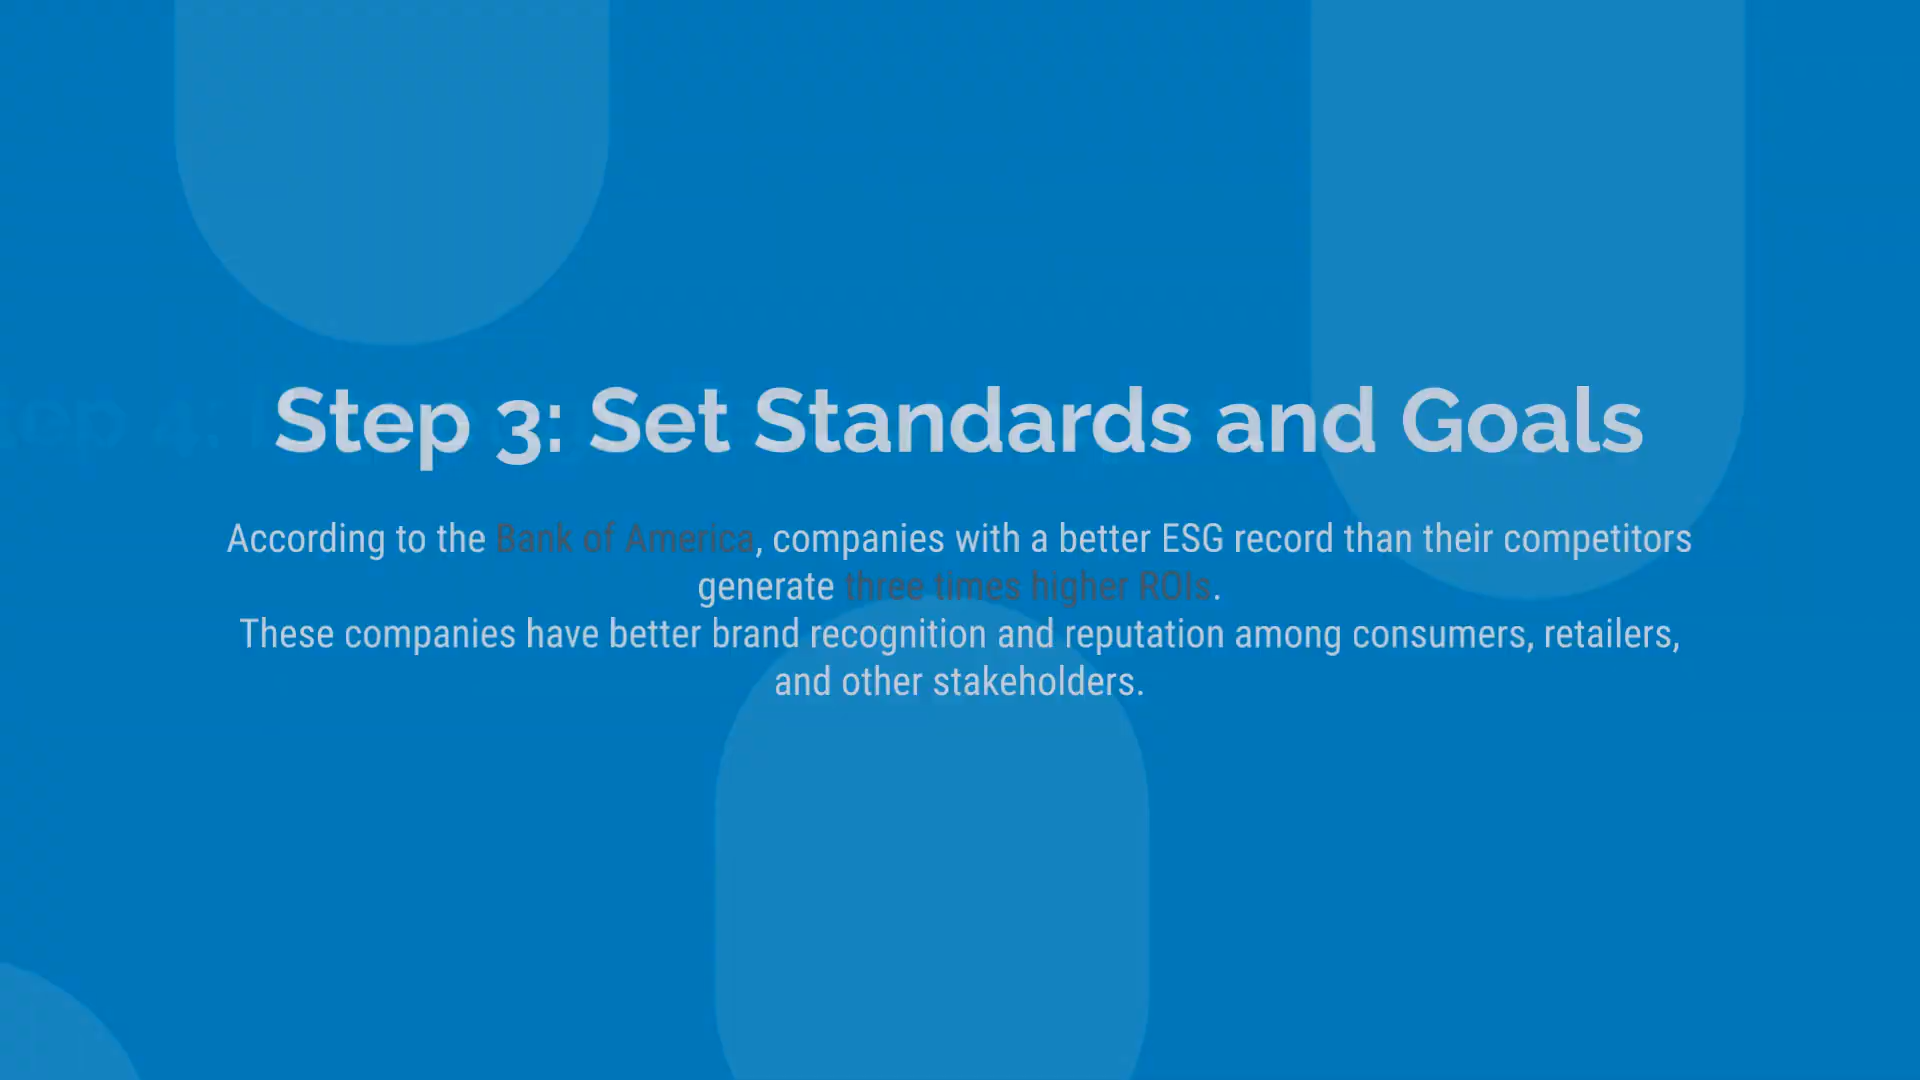 Step 3: Set Standards and Goals
According to the Bank of America, companies with a better ESG record than their competitors
generate three times higher ROIs.
These companies have better brand recognition and reputation among consumers, retailers,
and other stakeholders.